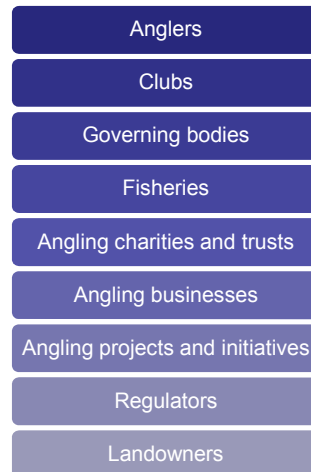 Anglers
Clubs
Governing bodies
Fisheries
Angling charities and trusts
Angling businesses
Angling projects and initiatives
Regulators
Landowners